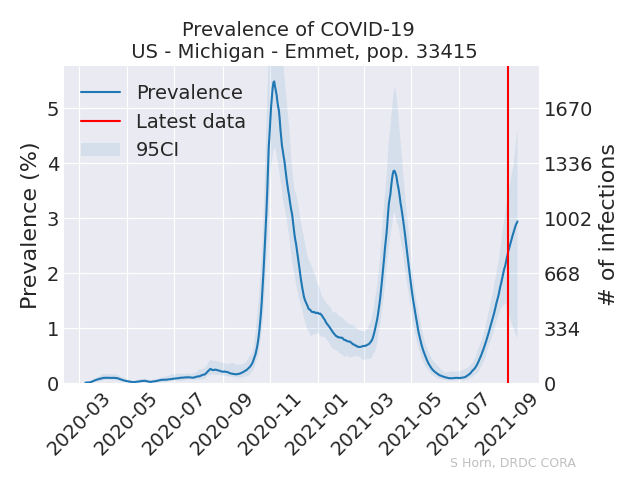 Prevalence of COVID-19
US - Michigan - Emmet, pop. 33415
Prevalence
Latest data
95CI
Prevalence (%)
5
4
3
2
1
0
1670
1336
1002
668
334
0
# of infections
2020-03
2020-05
2020-07
2020-09
2020-11
2021-01
2021-03
2021-05
2021-07
2021-09
S Horn, DRDC CORA